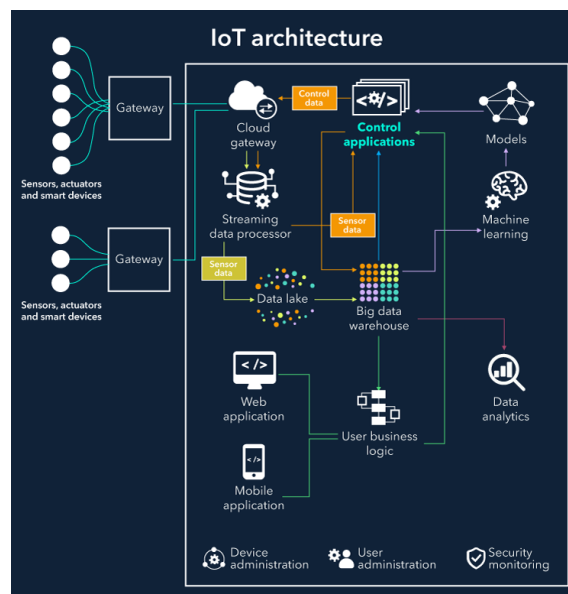 IoT architecture
Sensors, actuators
and smart devices
Gateway
Sensors, actuators
and smart devices
Gateway
Cloud
gateway
Control
data
</>
Control
applications
Models
Streaming
data processor
Sensor
data
Machine
learning
Sensor
data
Data lake
Big data
warehouse
</>
Web
application
User business
logic
Data
analytics
</>
Mobile
application
Device
administration
User
administration
Security
monitoring